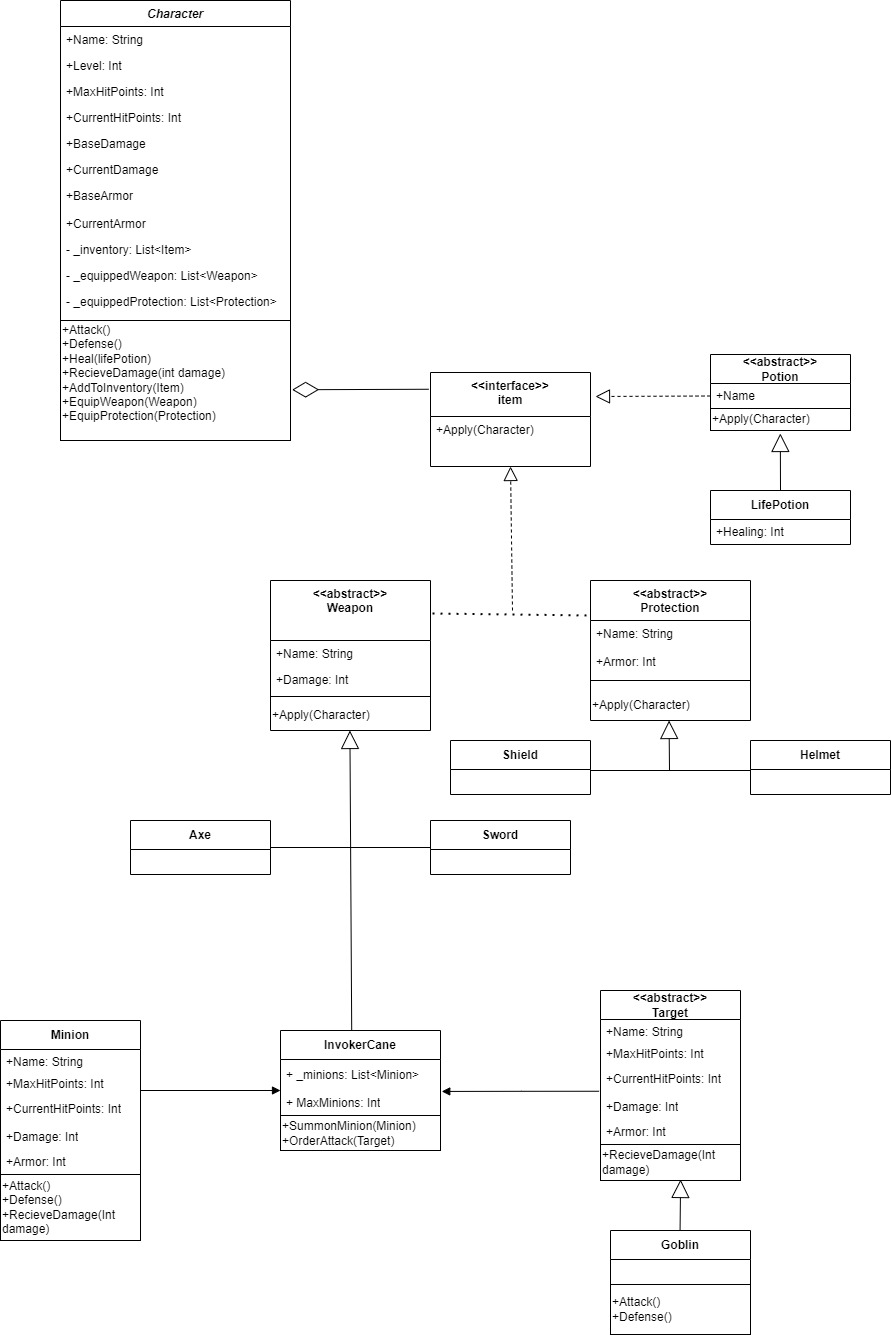 Character
+Name: String
+Level: Int
+MaxHitPoints: Int
+CurrentHitPoints: Int
+BaseDamage
+CurrentDamage
+BaseArmor
+CurrentArmor
- _inventory: List<Item>
- _equippedWeapon: List<Weapon>
- _equippedProtection: List<Protection>
+Attack()
+Defense()
+Heal(lifePotion)
+RecieveDamage(int damage)
+AddToInventory(Item)
+EquipWeapon(Weapon)
+EquipProtection(Protection)
<<interface>>
item
+Apply(Character)
<<abstract>>
Potion
+Name
+Apply(Character)
LifePotion
+Healing: Int
<<abstract>>
Weapon
+Name: String
+Damage: Int
+Apply(Character)
<<abstract>>
Protection
+Name: String
+Armor: Int
+Apply(Character)
Shield
Helmet
Axe
Sword
Minion
+Name: String
+MaxHitPoints: Int
+CurrentHitPoints: Int
+Damage: Int
+Armor: Int
+Attack()
+Defense()
+RecieveDamage(Int
damage)
InvokerCane
+ _minions: List<Minion>
+ MaxMinions: Int
+SummonMinion(Minion)
+OrderAttack(Target)
<<abstract>>
Target
+Name: String
+MaxHitPoints: Int
+CurrentHitPoints: Int
+Damage: Int
+Armor: Int
+RecieveDamage(Int
damage)
Goblin
+Attack()
+Defense()